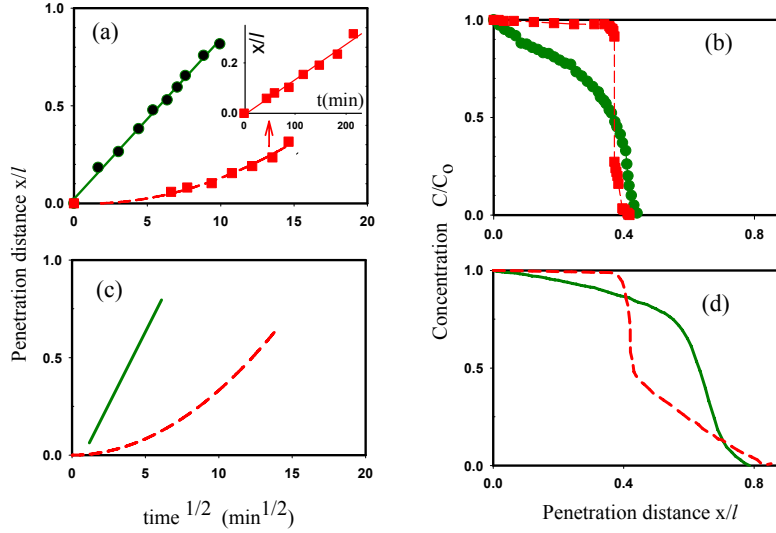 (a)
1.0
0.5
0.0
0 5 10 15 20
x/l
0.2
0.0
0 100 200
t(min)
(b)
1.0
0.5
0.0
0.0 0.4 0.8
(c)
1.0
0.5
0.0
0 5 10 15 20
(d)
1.0
0.5
0.0
0.0 0.4 0.8
Penetration distance x/l
time 1/2 (min1/2)
Concentration C/Co
Penetration distance x/l